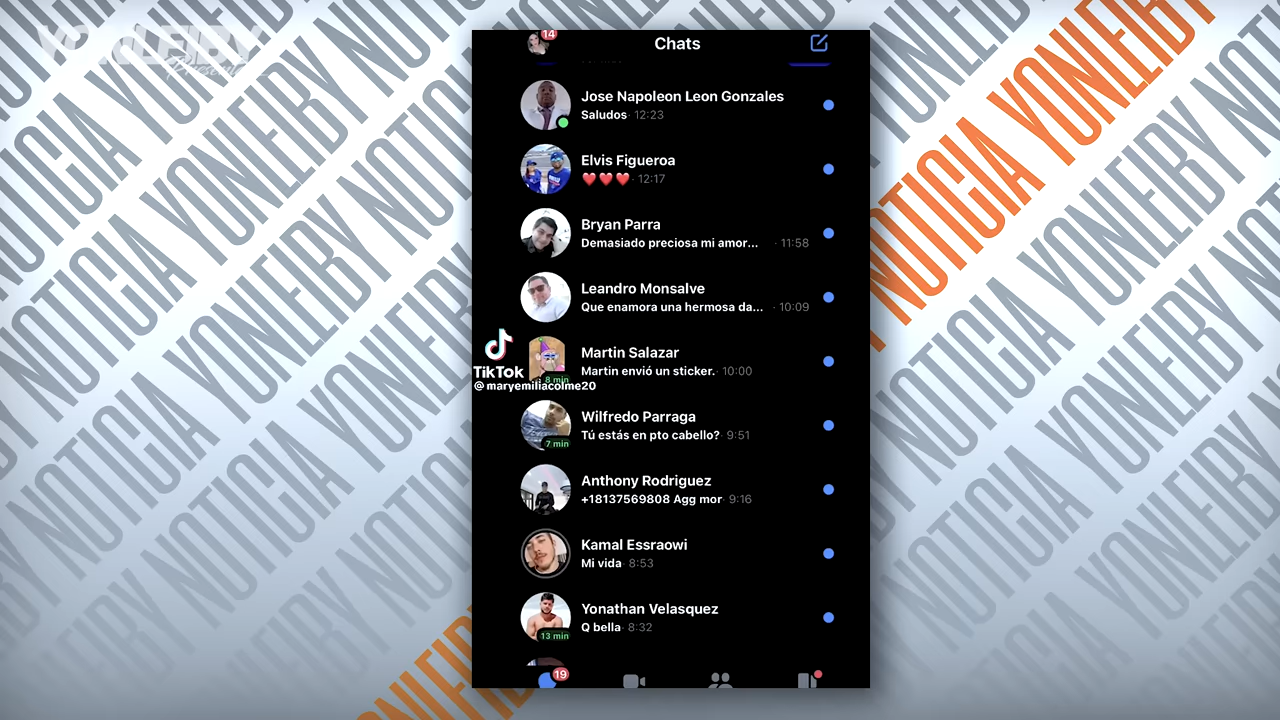 YONLEIBY
Presenta
14
Chats
Jose Napoleon Leon Gonzales
Saludos · 12:23
Elvis Figueroa
❤️❤️❤️ · 12:17
Bryan Parra
Demasiado preciosa mi amor... · 11:58
Leandro Monsalve
Que enamora una hermosa da... · 10:09
Martin Salazar
Martin envió un sticker. · 10:00
8 min
TikTok
@maryemiliacolme20
Wilfredo Parraga
Tú estás en pto cabello? · 9:51
7 min
Anthony Rodriguez
+18137569808 Agg mor · 9:16
Kamal Essraowi
Mi vida · 8:53
Yonathan Velasquez
Q bella · 8:32
13 min
19
NOTICIA YONLEIBY NOTICIA YONLEIBY